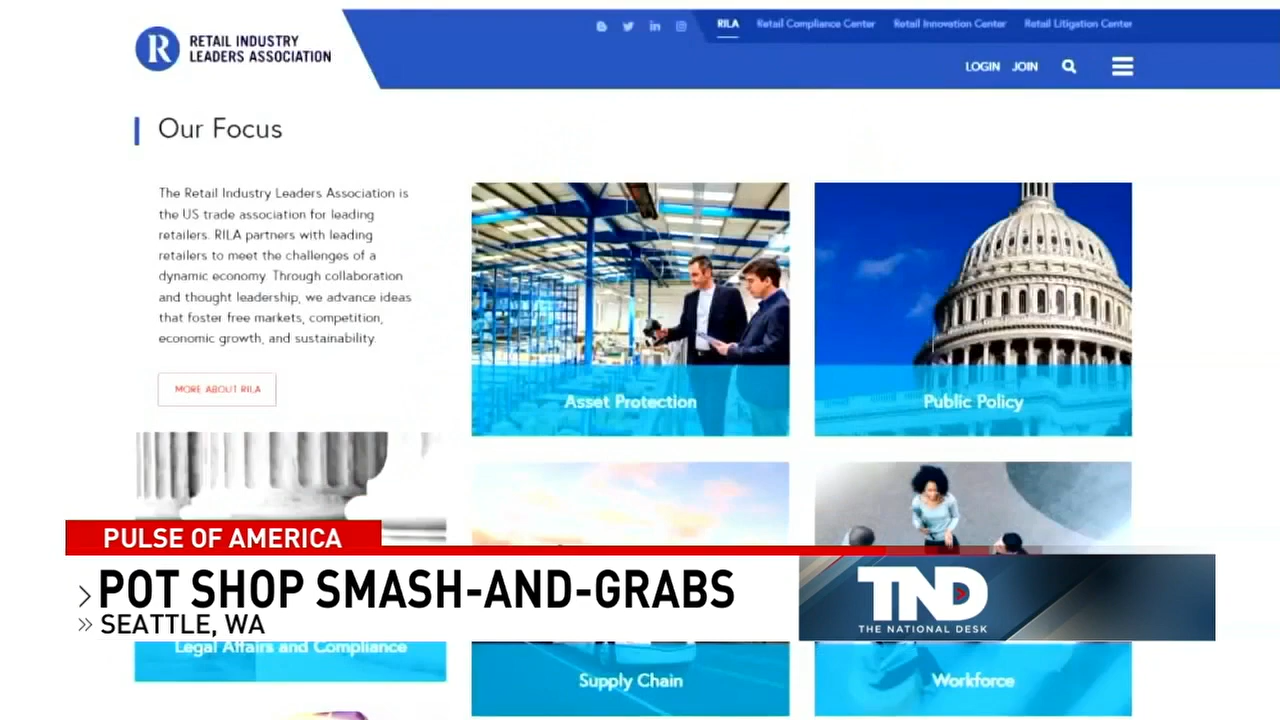 R
RETAIL INDUSTRY
LEADERS ASSOCIATION
RILA Retail Compliance Center Retail Innovation Center Retail Litigation Center
LOGIN JOIN
Our Focus
The Retail Industry Leaders Association is
the US trade association for leading
retailers. RILA partners with leading
retailers to meet the challenges of a
dynamic economy. Through collaboration
and thought leadership, we advance ideas
that foster free markets, competition,
economic growth, and sustainability.
MORE ABOUT RILA
Asset Protection
Public Policy
PULSE OF AMERICA
POT SHOP SMASH-AND-GRABS
SEATTLE, WA
TND
THE NATIONAL DESK
Legal Affairs and Compliance
Supply Chain
Workforce